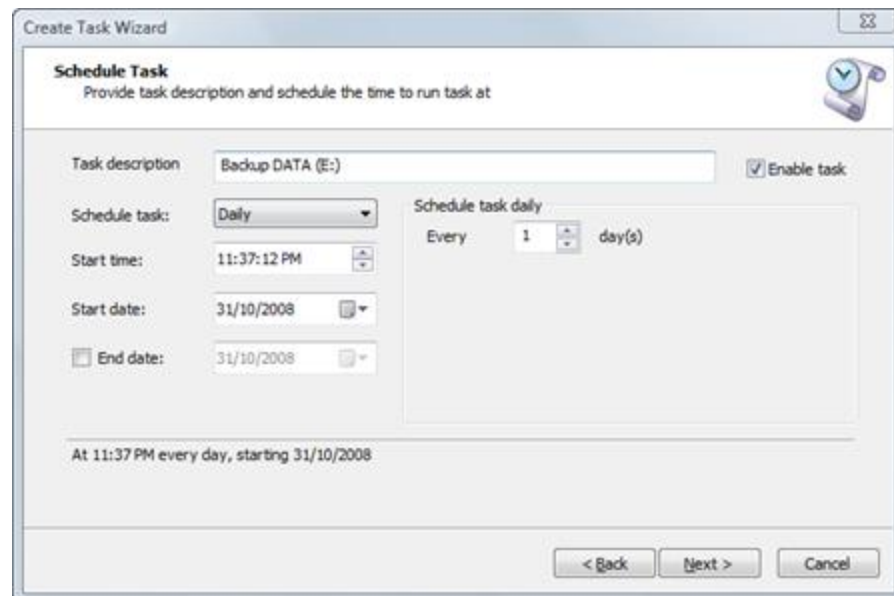 Create Task Wizard
Schedule Task
Provide task description and schedule the time to run task at
Task description Backup DATA (E:) Enable task
Schedule task: Daily Schedule task daily
Every 1 day(s)
Start time: 11:37:12 PM
Start date: 31/10/2008
End date: 31/10/2008
At 11:37 PM every day, starting 31/10/2008
< Back Next > Cancel